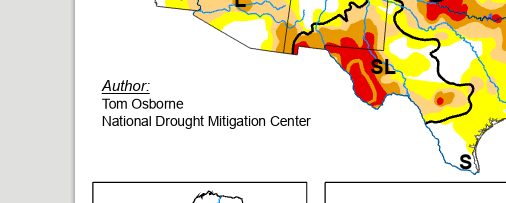 L
SL
Author:
Tom Osborne
National Drought Mitigation Center
S